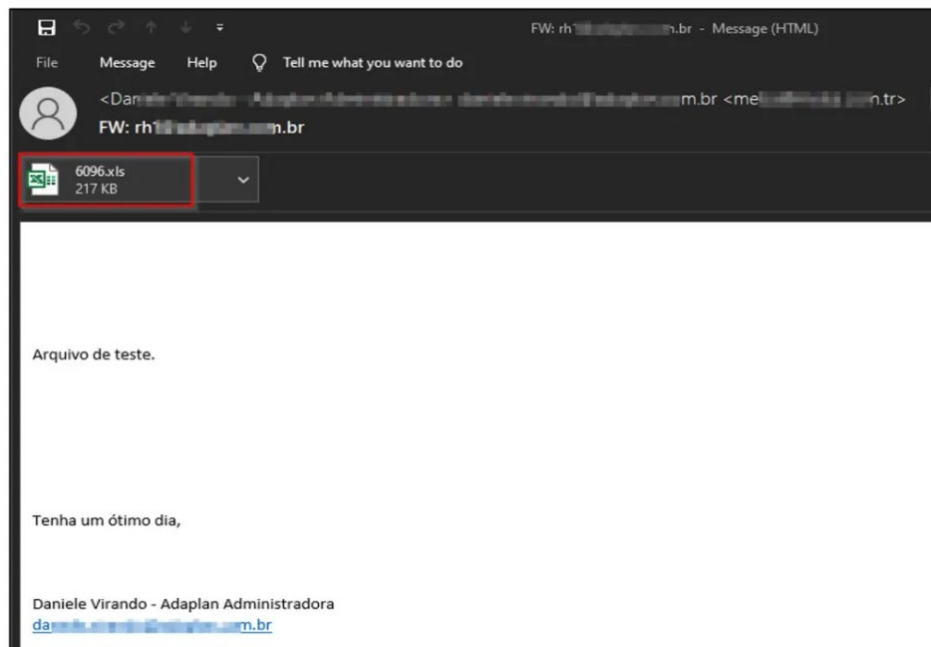 FW: rh n.br - Message (HTML)
File Message Help Tell me what you want to do
m.br n.tr>
FW: rh m.br
6096.xls
217 KB
Arquivo de teste.
Tenha um ótimo dia,
Daniele Virando - Adaplan Administradora
da m.br